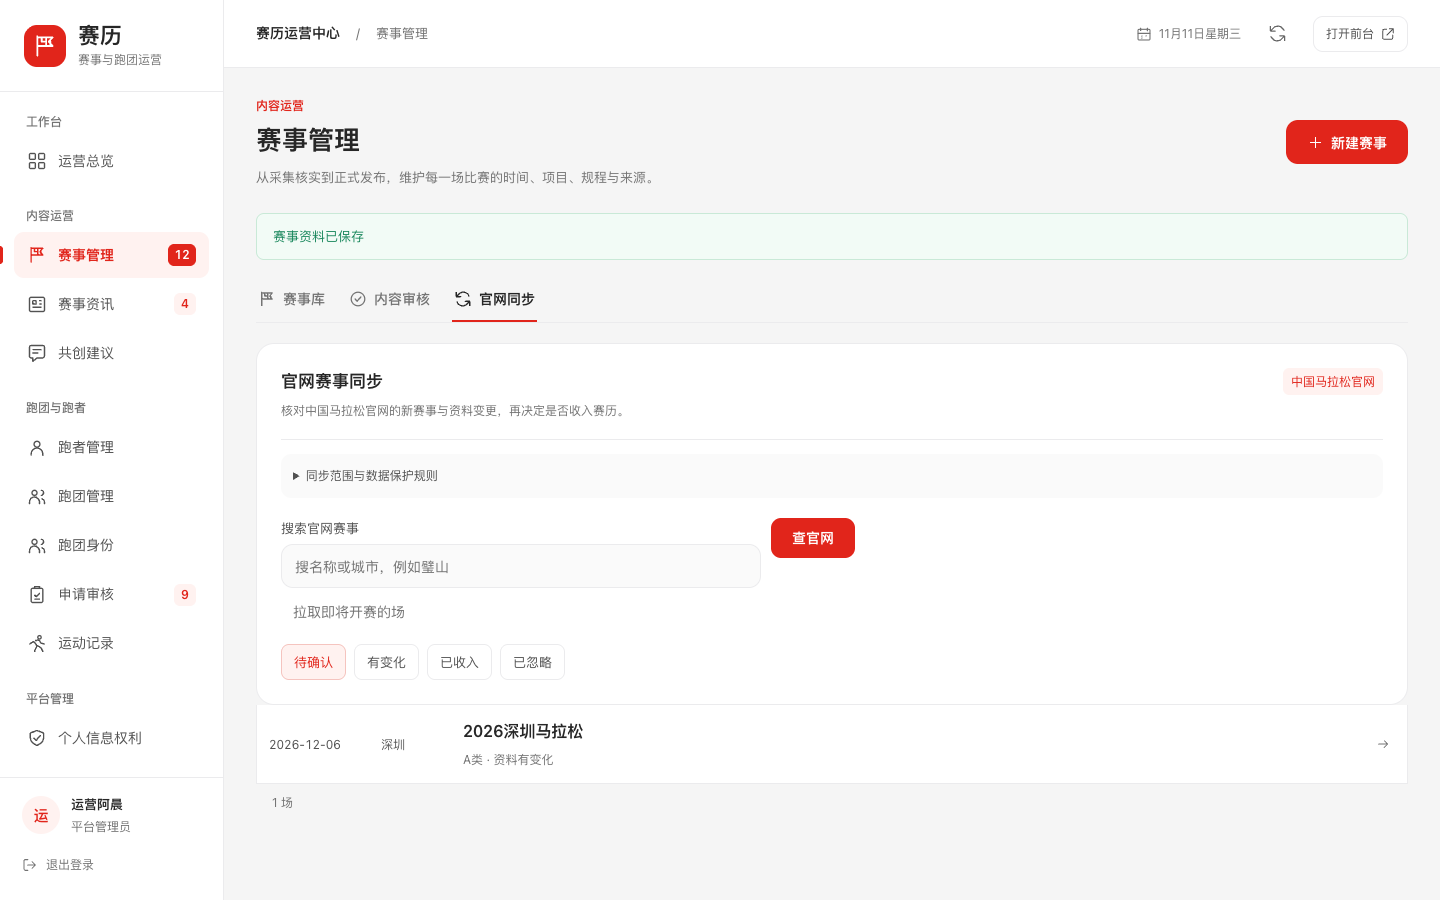 赛历
赛事与跑团运营
工作台
运营总览
内容运营
赛事管理 12
赛事资讯 4
共创建议
跑团与跑者
跑者管理
跑团管理
跑团身份
申请审核 9
运动记录
平台管理
个人信息权利
运 运营阿晨
平台管理员
退出登录
赛历运营中心 / 赛事管理
11月11日星期三
打开前台
内容运营
赛事管理
从采集核实到正式发布，维护每一场比赛的时间、项目、规程与来源。
新建赛事
赛事资料已保存
赛事库 内容审核 官网同步
官网赛事同步
中国马拉松官网
核对中国马拉松官网的新赛事与资料变更，再决定是否收入赛历。
同步范围与数据保护规则
搜索官网赛事
搜名称或城市，例如璧山
查官网
拉取即将开赛的场
待确认 有变化 已收入 已忽略
2026-12-06 深圳 2026深圳马拉松
A类 · 资料有变化
1 场